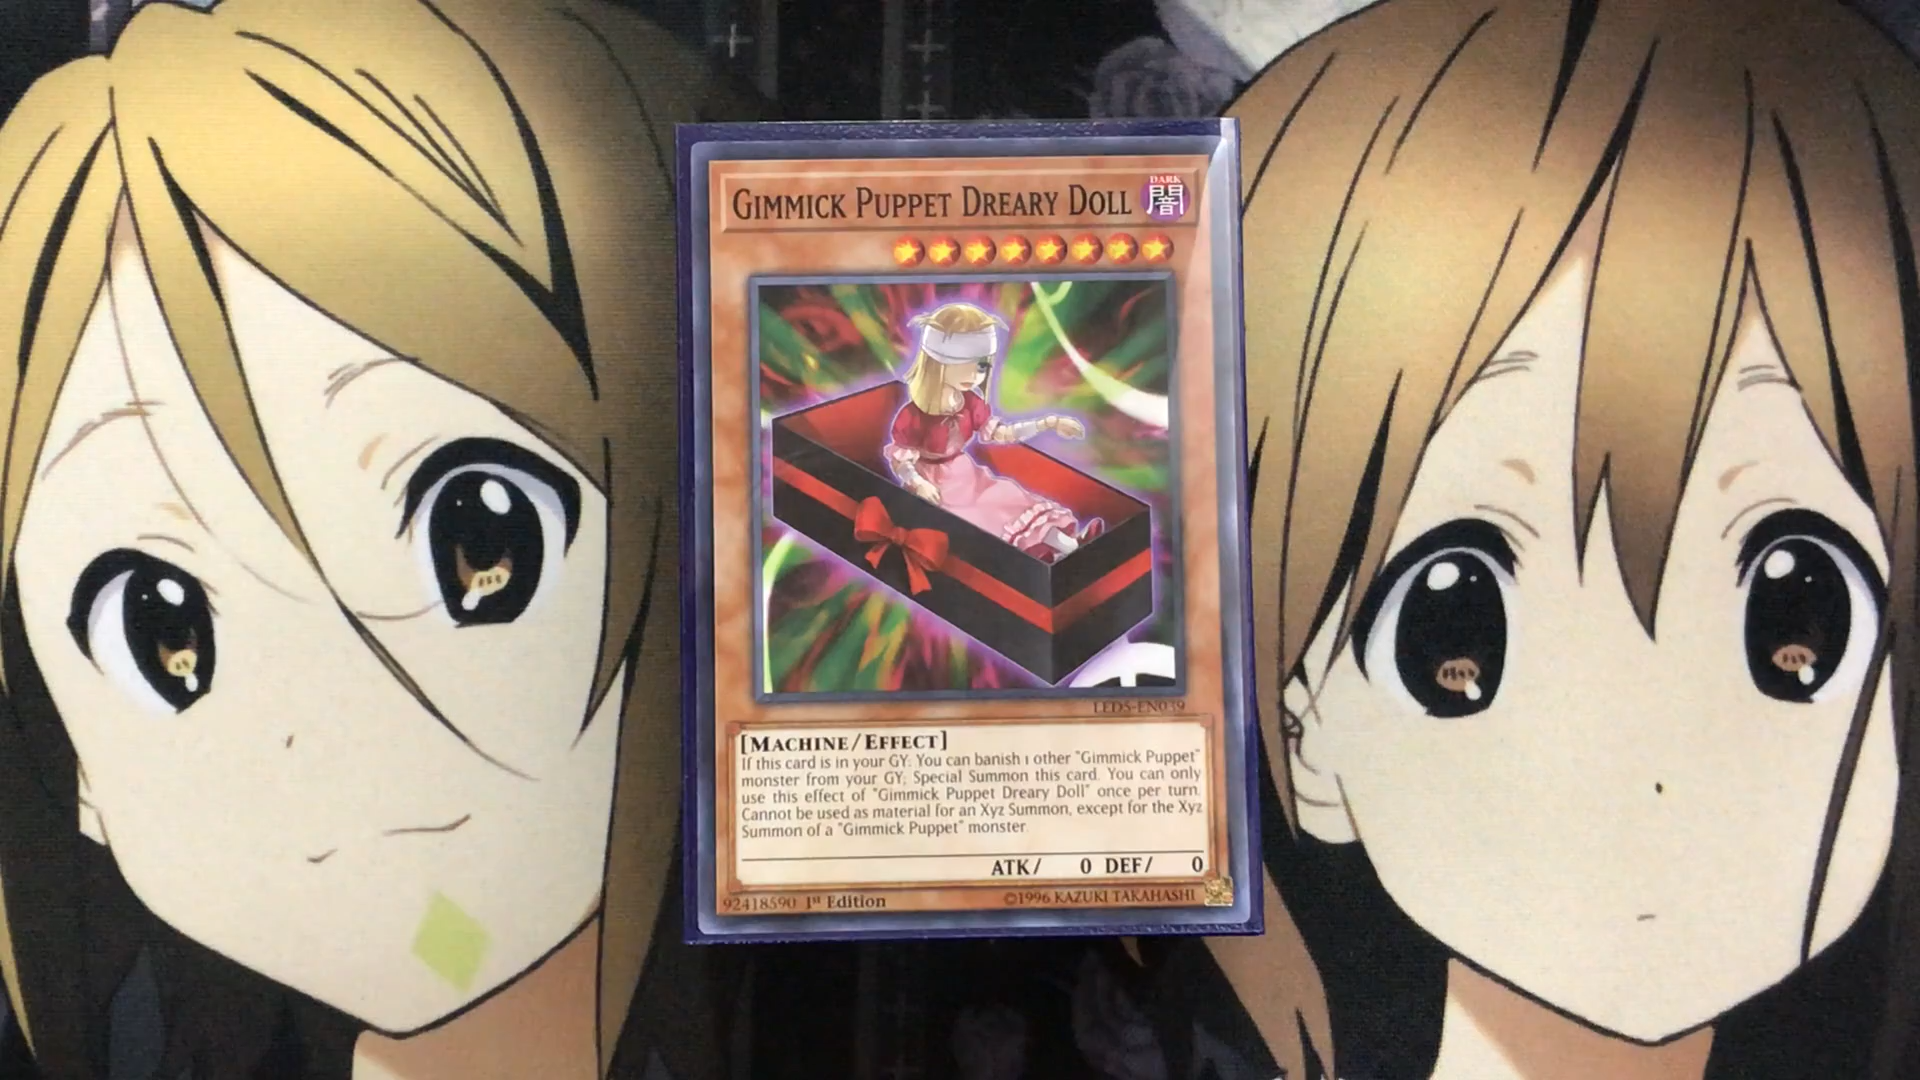 GIMMICK PUPPET DREARY DOLL
DARK
闇
LED5-EN039
[MACHINE/EFFECT]
If this card is in your GY: You can banish 1 other "Gimmick Puppet"
monster from your GY; Special Summon this card. You can only
use this effect of "Gimmick Puppet Dreary Doll" once per turn.
Cannot be used as material for an Xyz Summon, except for the Xyz
Summon of a "Gimmick Puppet" monster.
ATK/ 0 DEF/ 0
92418590 1st Edition
©1996 KAZUKI TAKAHASHI